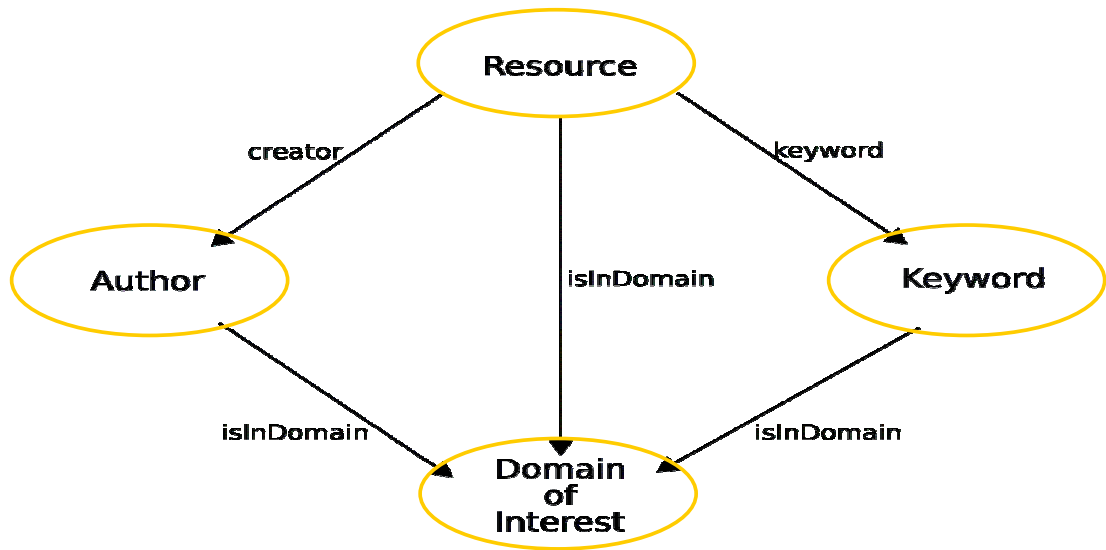 Resource
creator
keyword
Author
isInDomain
Keyword
isInDomain
isInDomain
Domain
of
Interest